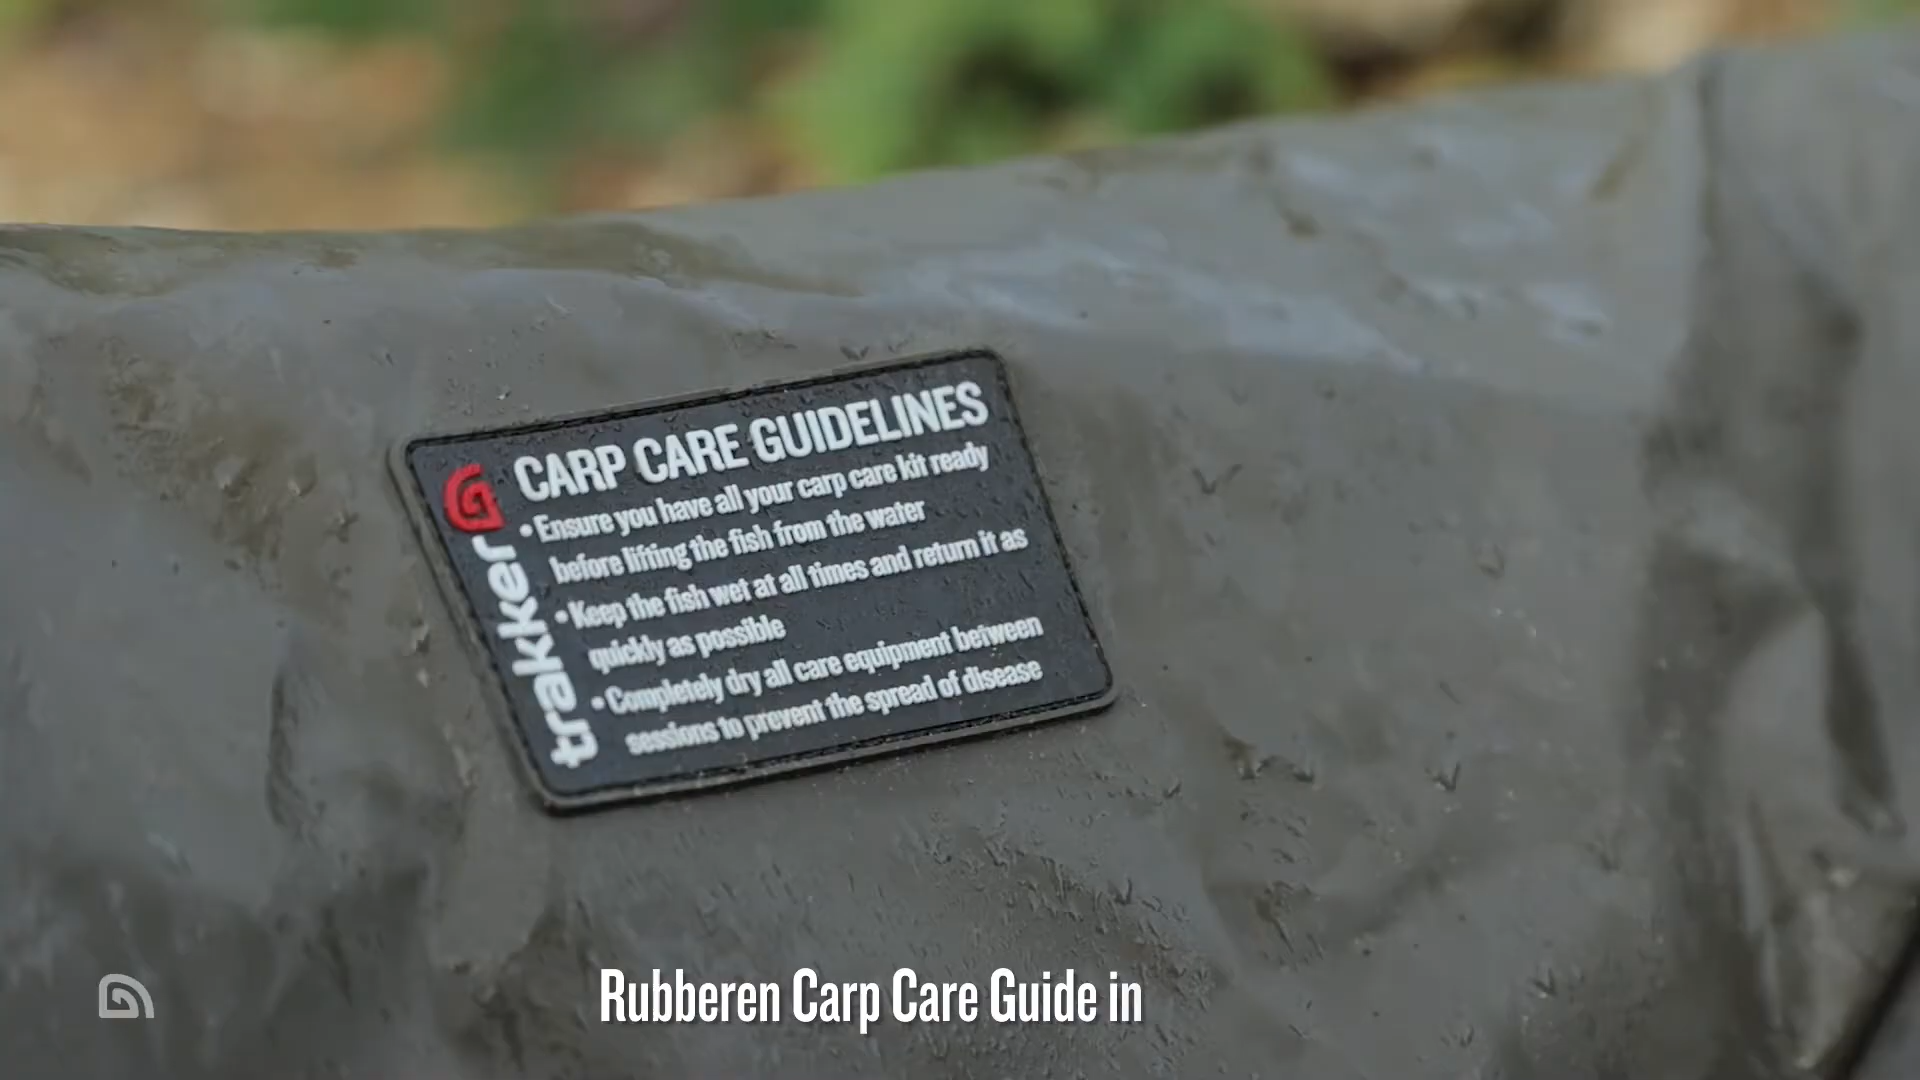 CARP CARE GUIDELINES
• Ensure you have all your carp care kit ready
before lifting the fish from the water
• Keep the fish wet at all times and return it as
quickly as possible
• Completely dry all care equipment between
sessions to prevent the spread of disease
trakker
Rubberen Carp Care Guide in